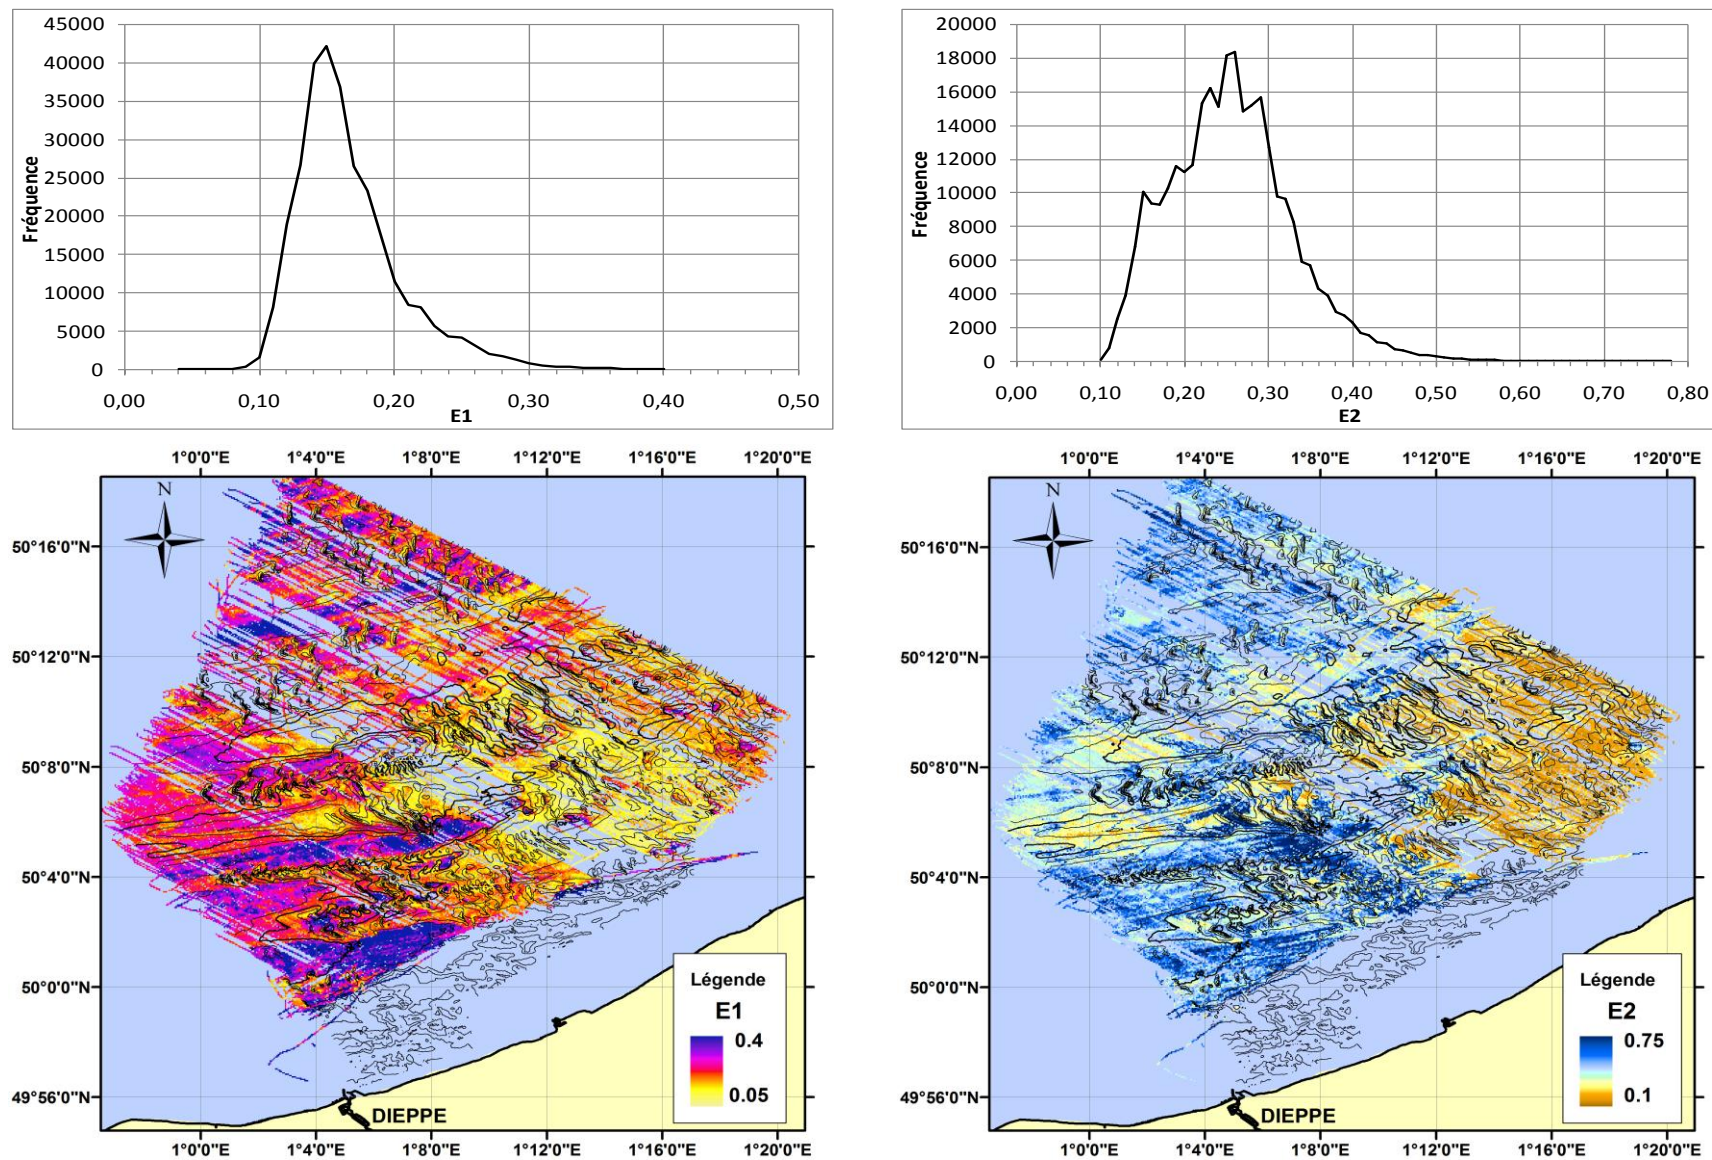 45000
40000
35000
30000
25000
20000
15000
10000
5000
0
Fréquence
0,00 0,10 0,20 0,30 0,40 0,50
E1
20000
18000
16000
14000
12000
10000
8000
6000
4000
2000
0
Fréquence
0,00 0,10 0,20 0,30 0,40 0,50 0,60 0,70 0,80
E2
1°0'0"E 1°4'0"E 1°8'0"E 1°12'0"E 1°16'0"E 1°20'0"E
N
50°16'0"N
50°12'0"N
50°8'0"N
50°4'0"N
50°0'0"N
49°56'0"N
Légende
E1
0.4
0.05
DIEPPE
1°0'0"E 1°4'0"E 1°8'0"E 1°12'0"E 1°16'0"E 1°20'0"E
1°0'0"E 1°4'0"E 1°8'0"E 1°12'0"E 1°16'0"E 1°20'0"E
N
50°16'0"N
50°12'0"N
50°8'0"N
50°4'0"N
50°0'0"N
49°56'0"N
Légende
E2
0.75
0.1
DIEPPE
1°0'0"E 1°4'0"E 1°8'0"E 1°12'0"E 1°16'0"E 1°20'0"E